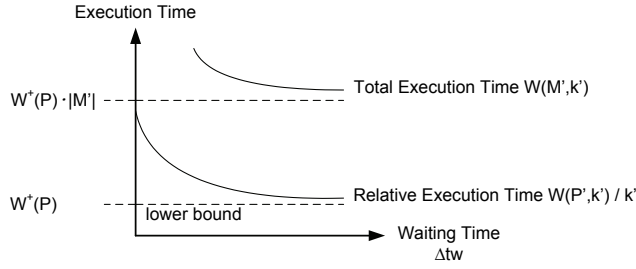 Execution Time
Total Execution Time W(M',k')
W⁺(P)·|M'|
Relative Execution Time W(P',k') / k'
W⁺(P)
lower bound
Waiting Time
Δtw